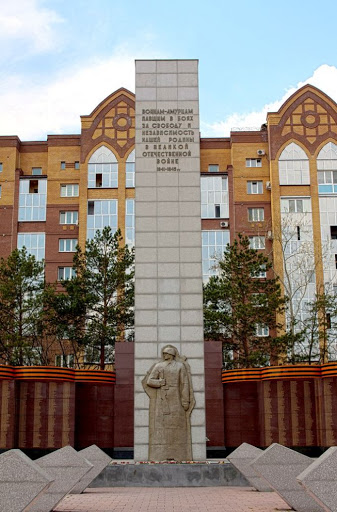 ВОИНАМ-АМУРЦАМ
ПАВШИМ В БОЯХ
ЗА СВОБОДУ И
НЕЗАВИСИМОСТЬ
НАШЕЙ РОДИНЫ
В ВЕЛИКОЙ
ОТЕЧЕСТВЕННОЙ
ВОЙНЕ
1941-1945 гг